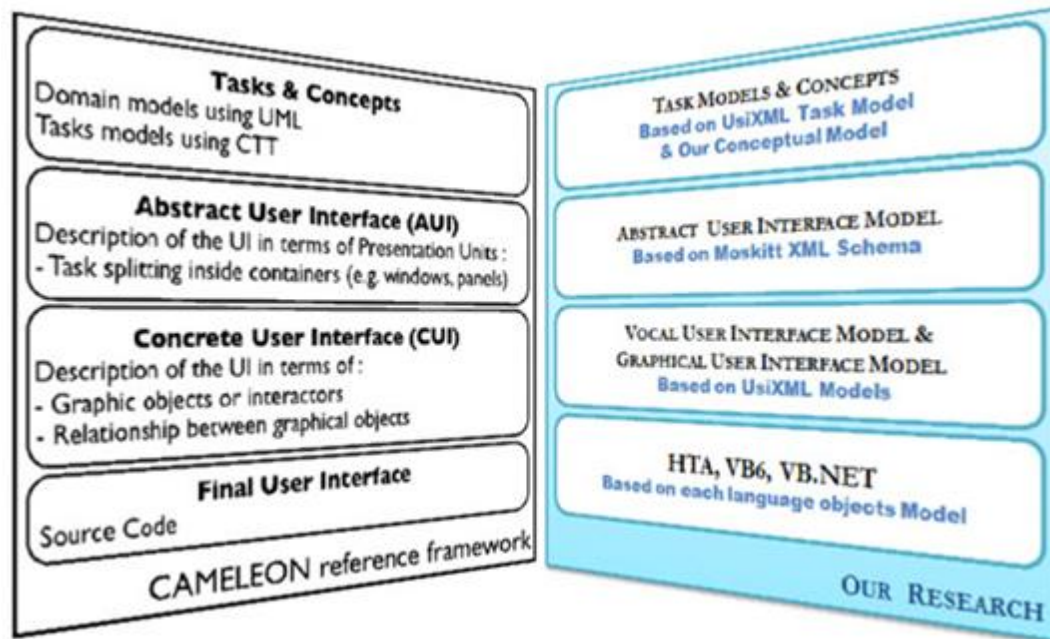 Tasks & Concepts
Domain models using UML
Tasks models using CTT
Abstract User Interface (AUI)
Description of the UI in terms of Presentation Units :
- Task splitting inside containers (e.g. windows, panels)
Concrete User Interface (CUI)
Description of the UI in terms of :
- Graphic objects or interactors
- Relationship between graphical objects
Final User Interface
Source Code
CAMELEON reference framework
TASK MODELS & CONCEPTS
Based on UsiXML Task Model
& Our Conceptual Model
ABSTRACT USER INTERFACE MODEL
Based on Moskitt XML Schema
VOCAL USER INTERFACE MODEL &
GRAPHICAL USER INTERFACE MODEL
Based on UsiXML Models
HTA, VB6, VB.NET
Based on each language objects Model
OUR RESEARCH